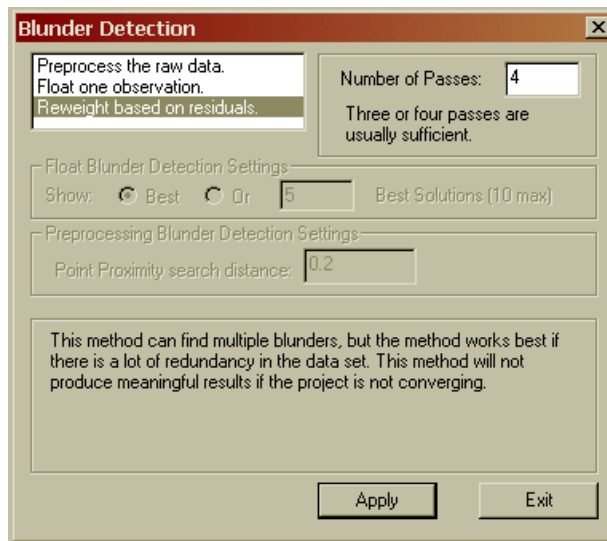 Blunder Detection
Preprocess the raw data.
Float one observation.
Reweight based on residuals.
Number of Passes: 4
Three or four passes are
usually sufficient.
Float Blunder Detection Settings
Show: Best Or 5 Best Solutions (10 max)
Preprocessing Blunder Detection Settings
Point Proximity search distance: 0.2
This method can find multiple blunders, but the method works best if
there is a lot of redundancy in the data set. This method will not
produce meaningful results if the project is not converging.
Apply Exit